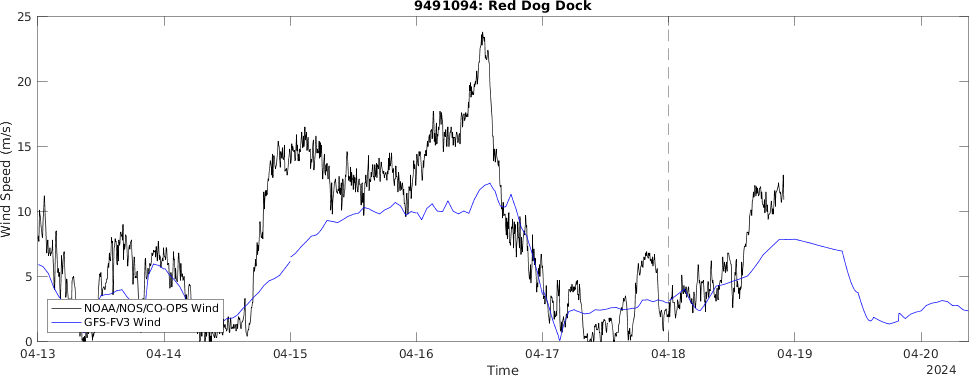 9491094: Red Dog Dock
25
20
15
10
5
0
Wind Speed (m/s)
NOAA/NOS/CO-OPS Wind
GFS-FV3 Wind
04-13 04-14 04-15 04-16 04-17 04-18 04-19 04-20
Time
2024